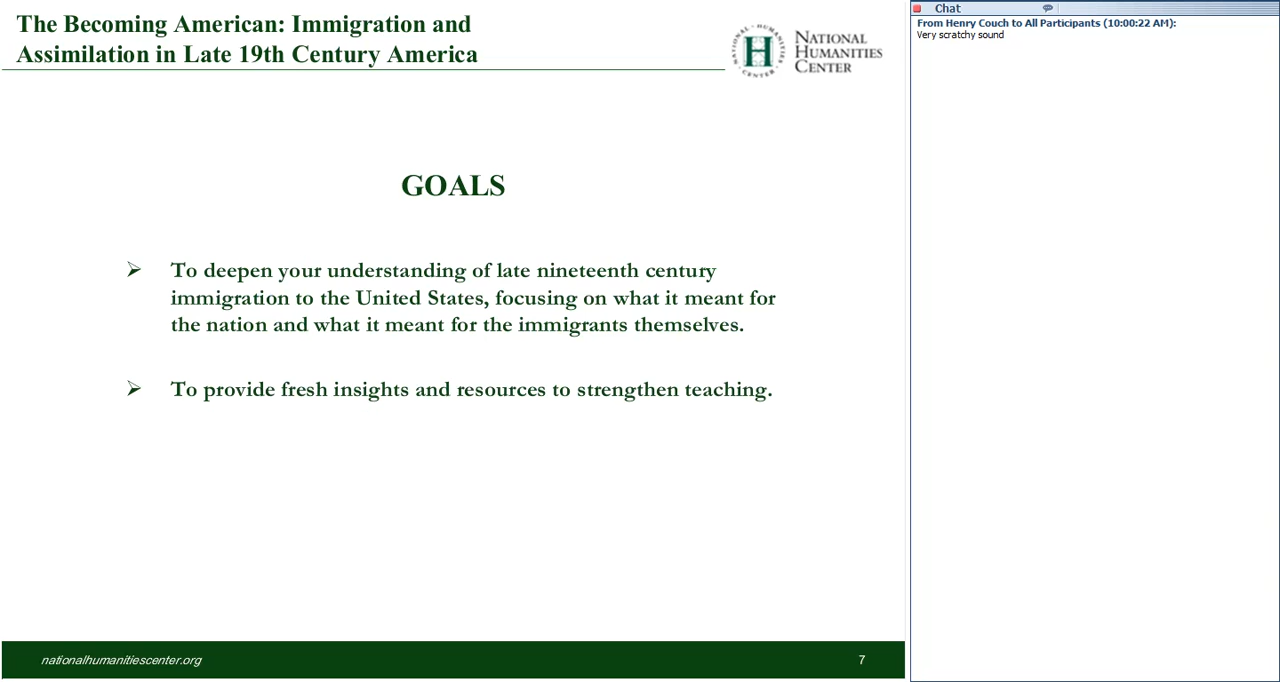 The Becoming American: Immigration and
Assimilation in Late 19th Century America
NATIONAL HUMANITIES CENTER
H
NATIONAL
HUMANITIES
CENTER
GOALS
➢ To deepen your understanding of late nineteenth century
immigration to the United States, focusing on what it meant for
the nation and what it meant for the immigrants themselves.
➢ To provide fresh insights and resources to strengthen teaching.
nationalhumanitiescenter.org
7
Chat
From Henry Couch to All Participants (10:00:22 AM):
Very scratchy sound